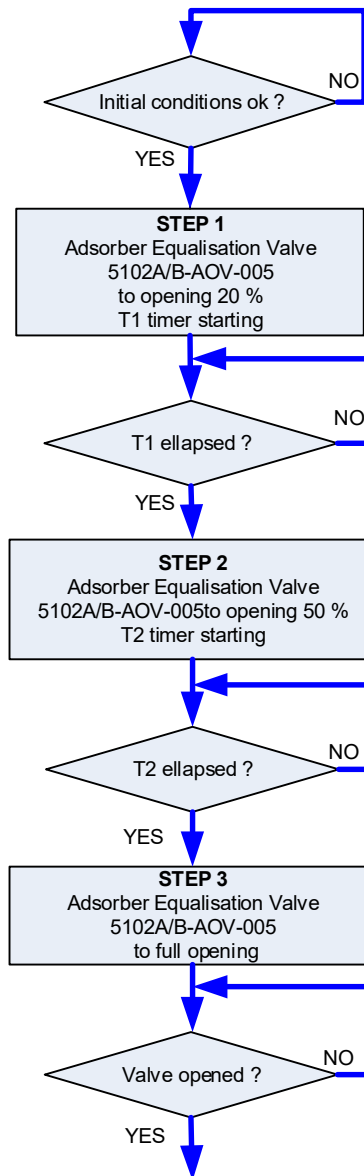 NO
Initial conditions ok ?
YES
STEP 1
Adsorber Equalisation Valve
5102A/B-AOV-005
to opening 20 %
T1 timer starting
NO
T1 ellapsed ?
YES
STEP 2
Adsorber Equalisation Valve
5102A/B-AOV-005to opening 50 %
T2 timer starting
NO
T2 ellapsed ?
YES
STEP 3
Adsorber Equalisation Valve
5102A/B-AOV-005
to full opening
NO
Valve opened ?
YES